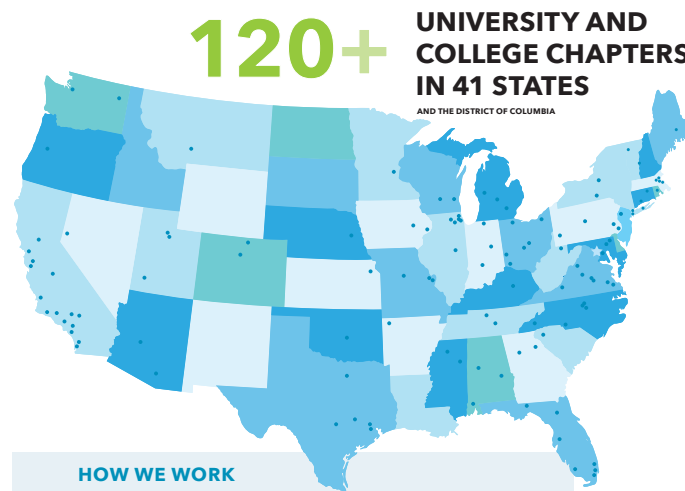 120+
UNIVERSITY AND
COLLEGE CHAPTERS
IN 41 STATES
AND THE DISTRICT OF COLUMBIA
HOW WE WORK